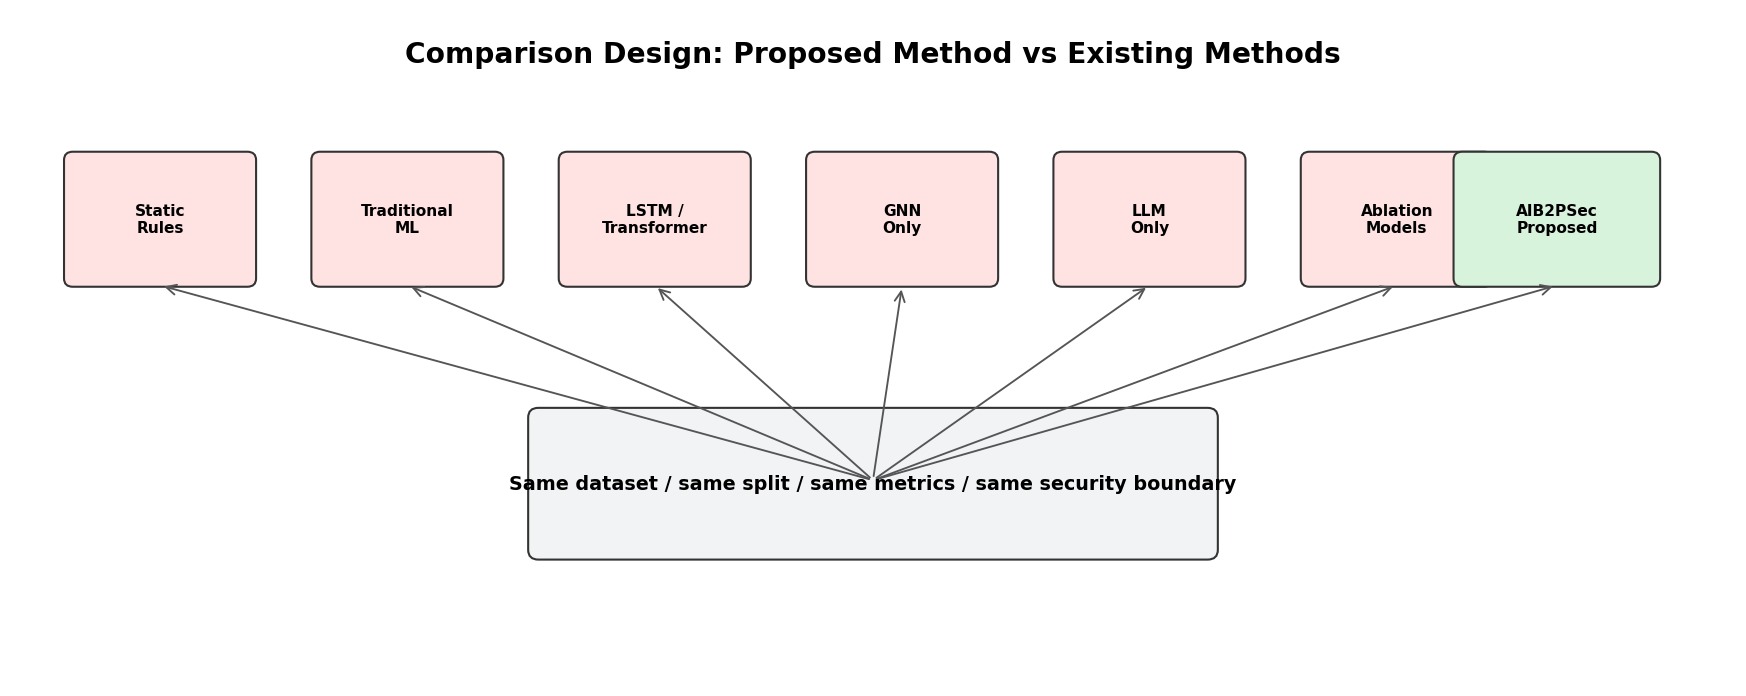 Comparison Design: Proposed Method vs Existing Methods
Static
Rules
Traditional
ML
LSTM /
Transformer
GNN
Only
LLM
Only
Ablation
Models
AIB2PSec
Proposed
Same dataset / same split / same metrics / same security boundary